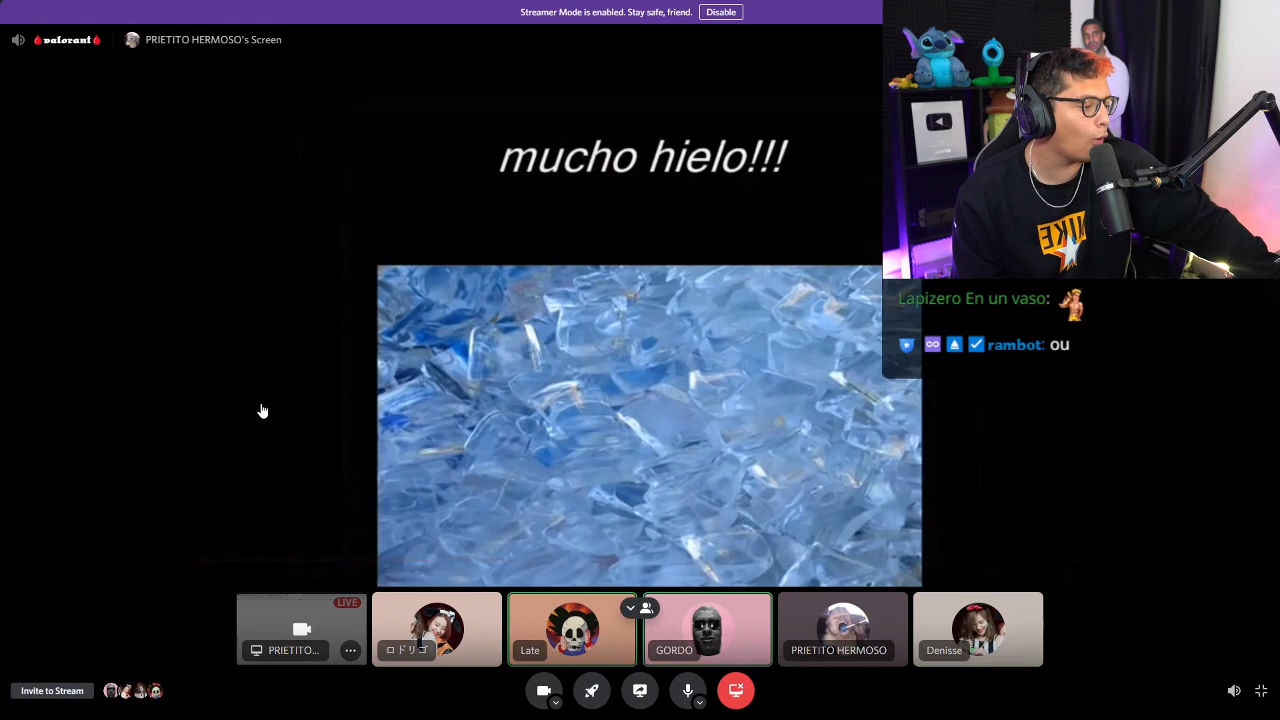 Streamer Mode is enabled. Stay safe, friend.
Disable
valorant
PRIETITO HERMOSO's Screen
mucho hielo!!!
NIKE
Lapizero En un vaso:
rambot: ou
LIVE
PRIETITO...
ロドリゴ
Late
GORDO
PRIETITO HERMOSO
Denisse
Invite to Stream